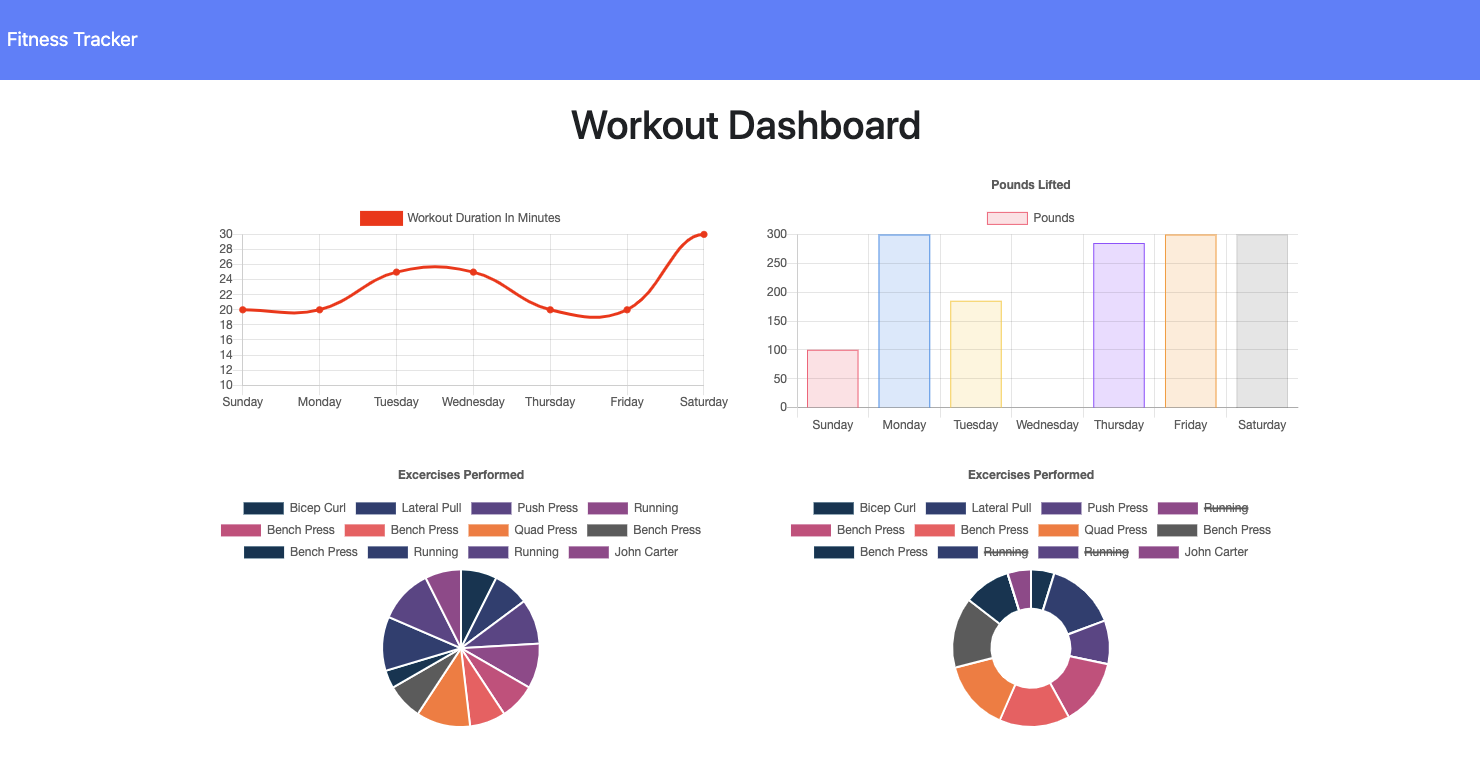 Fitness Tracker
Workout Dashboard
Workout Duration In Minutes
30
28
26
24
22
20
18
16
14
12
10
Sunday Monday Tuesday Wednesday Thursday Friday Saturday
Pounds Lifted
Pounds
300
250
200
150
100
50
0
Sunday Monday Tuesday Wednesday Thursday Friday Saturday
Excercises Performed
Bicep Curl Lateral Pull Push Press Running
Bench Press Bench Press Quad Press Bench Press
Bench Press Running Running John Carter
Excercises Performed
Bicep Curl Lateral Pull Push Press Running
Bench Press Bench Press Quad Press Bench Press
Bench Press Running Running John Carter